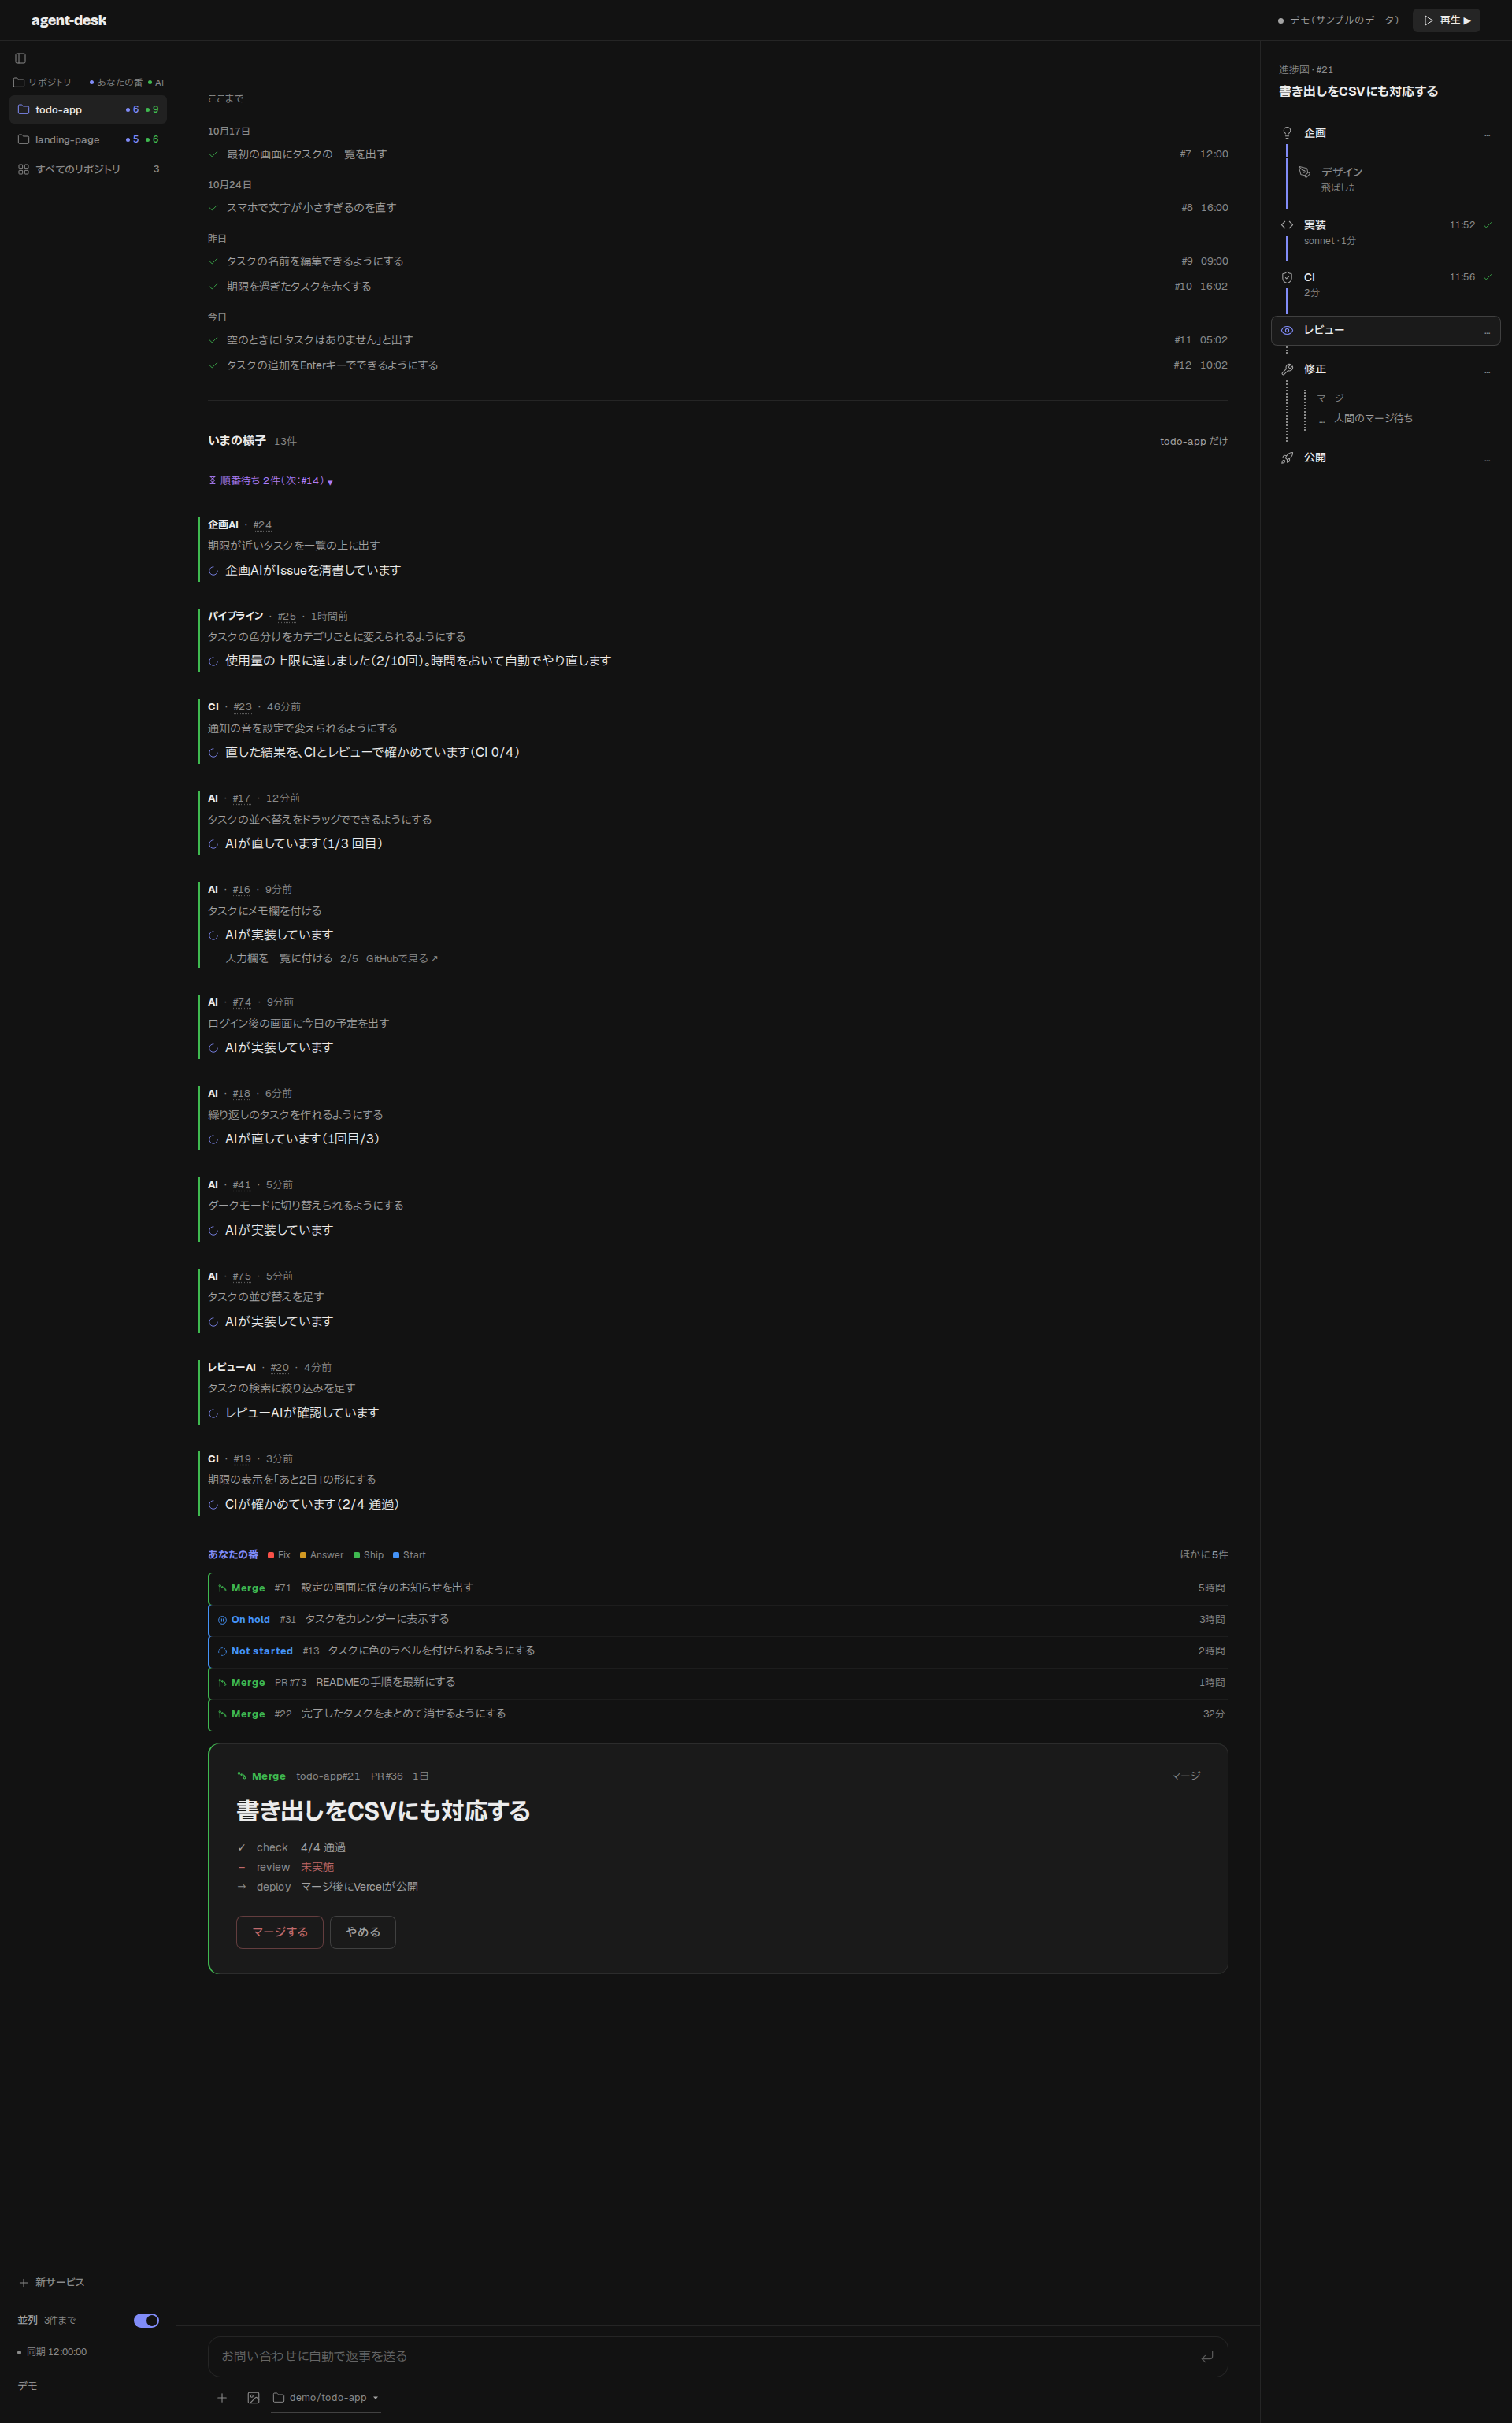 agent-desk
デモ（サンプルのデータ）
再生 ▶
リポジトリ
あなたの番
AI
todo-app
6
9
landing-page
5
6
すべてのリポジトリ
3
ここまで
10月17日
最初の画面にタスクの一覧を出す
#7 12:00
10月24日
スマホで文字が小さすぎるのを直す
#8 16:00
昨日
タスクの名前を編集できるようにする
#9 09:00
期限を過ぎたタスクを赤くする
#10 16:02
今日
空のときに「タスクはありません」と出す
#11 05:02
タスクの追加をEnterキーでできるようにする
#12 10:02
いまの様子 13件
todo-app だけ
順番待ち 2件（次:#14）▼
企画AI · #24
期限が近いタスクを一覧の上に出す
企画AIがIssueを清書しています
パイプライン · #25 · 1時間前
タスクの色分けをカテゴリごとに変えられるようにする
使用量の上限に達しました（2/10回）。時間をおいて自動でやり直します
CI · #23 · 46分前
通知の音を設定で変えられるようにする
直した結果を、CIとレビューで確かめています（CI 0/4）
AI · #17 · 12分前
タスクの並べ替えをドラッグでできるようにする
AIが直しています（1/3 回目）
AI · #16 · 9分前
タスクにメモ欄を付ける
AIが実装しています
入力欄を一覧に付ける 2/5 GitHubで見る ↗
AI · #74 · 9分前
ログイン後の画面に今日の予定を出す
AIが実装しています
AI · #18 · 6分前
繰り返しのタスクを作れるようにする
AIが直しています（1回目/3）
AI · #41 · 5分前
ダークモードに切り替えられるようにする
AIが実装しています
AI · #75 · 5分前
タスクの並び替えを足す
AIが実装しています
レビューAI · #20 · 4分前
タスクの検索に絞り込みを足す
レビューAIが確認しています
CI · #19 · 3分前
期限の表示を「あと2日」の形にする
CIが確かめています（2/4 通過）
あなたの番 Fix Answer Ship Start
ほかに 5件
Merge #71 設定の画面に保存のお知らせを出す 5時間
On hold #31 タスクをカレンダーに表示する 3時間
Not started #13 タスクに色のラベルを付けられるようにする 2時間
Merge PR#73 READMEの手順を最新にする 1時間
Merge #22 完了したタスクをまとめて消せるようにする 32分
Merge todo-app#21 PR#36 1日
マージ
書き出しをCSVにも対応する
✓ check 4/4 通過
– review 未実施
→ deploy マージ後にVercelが公開
マージする
やめる
進捗図 · #21
書き出しをCSVにも対応する
企画 –
デザイン
飛ばした
実装 11:52
sonnet · 1分
CI 11:56
2分
レビュー –
修正 –
マージ
– 人間のマージ待ち
公開 –
新サービス
並列 3件まで
同期 12:00:00
デモ
お問い合わせに自動で返事を送る
demo/todo-app